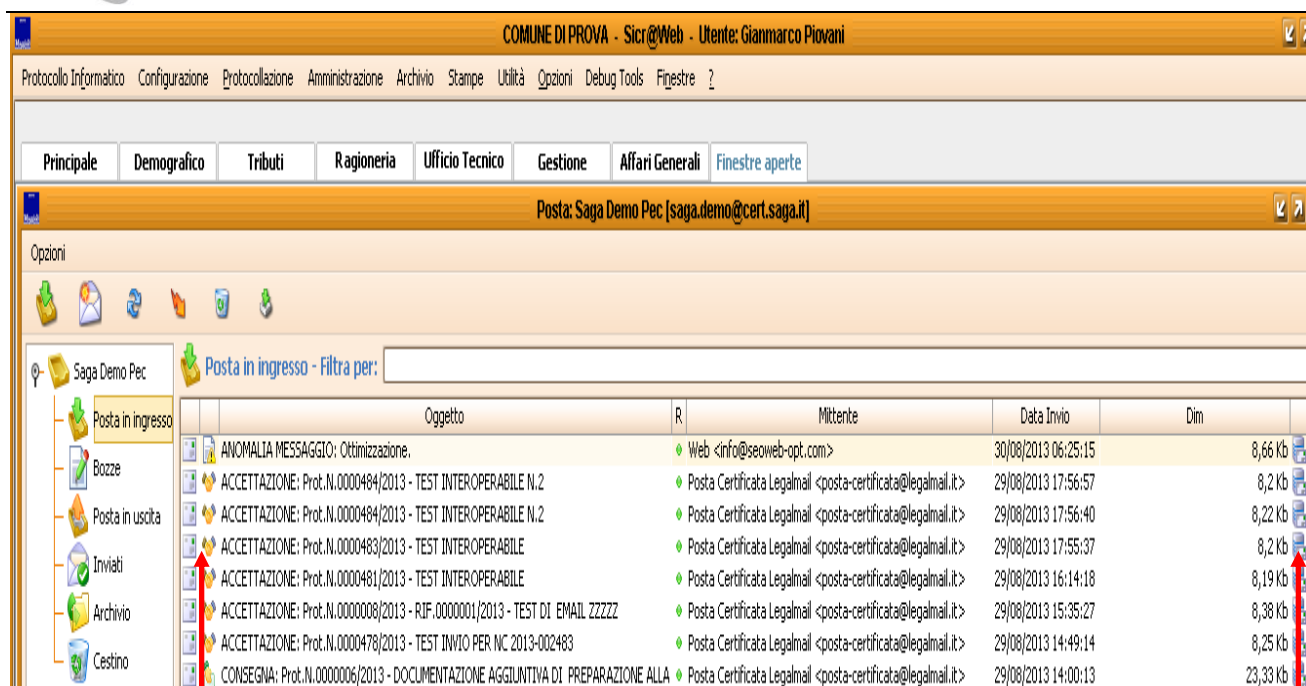 COMUNE DI PROVA - Sicr@Web - Utente: Gianmarco Piovani
Protocollo Informatico Configurazione Protocollazione Amministrazione Archivio Stampe Utilità Opzioni Debug Tools Finestre ?
Principale Demografico Tributi Ragioneria Ufficio Tecnico Gestione Affari Generali Finestre aperte
Posta: Saga Demo Pec [saga.demo@cert.saga.it]
Opzioni
Saga Demo Pec
Posta in ingresso
Bozze
Posta in uscita
Inviati
Archivio
Cestino
Posta in ingresso - Filtra per:
Oggetto R Mittente Data Invio Dim
ANOMALIA MESSAGGIO: Ottimizzazione. Web <info@seoweb-opt.com> 30/08/2013 06:25:15 8,66 Kb
ACCETTAZIONE: Prot.N.0000484/2013 - TEST INTEROPERABILE N.2 Posta Certificata Legalmail <posta-certificata@legalmail.it> 29/08/2013 17:56:57 8,2 Kb
ACCETTAZIONE: Prot.N.0000484/2013 - TEST INTEROPERABILE N.2 Posta Certificata Legalmail <posta-certificata@legalmail.it> 29/08/2013 17:56:40 8,22 Kb
ACCETTAZIONE: Prot.N.0000483/2013 - TEST INTEROPERABILE Posta Certificata Legalmail <posta-certificata@legalmail.it> 29/08/2013 17:55:37 8,2 Kb
ACCETTAZIONE: Prot.N.0000481/2013 - TEST INTEROPERABILE Posta Certificata Legalmail <posta-certificata@legalmail.it> 29/08/2013 16:14:18 8,19 Kb
ACCETTAZIONE: Prot.N.0000008/2013 - RIF.0000001/2013 - TEST DI EMAIL ZZZZZ Posta Certificata Legalmail <posta-certificata@legalmail.it> 29/08/2013 15:35:27 8,38 Kb
ACCETTAZIONE: Prot.N.0000478/2013 - TEST INVIO PER NC 2013-002483 Posta Certificata Legalmail <posta-certificata@legalmail.it> 29/08/2013 14:49:14 8,25 Kb
CONSEGNA: Prot.N.0000006/2013 - DOCUMENTAZIONE AGGIUNTIVA DI PREPARAZIONE ALLA Posta Certificata Legalmail <posta-certificata@legalmail.it> 29/08/2013 14:00:13 23,33 Kb